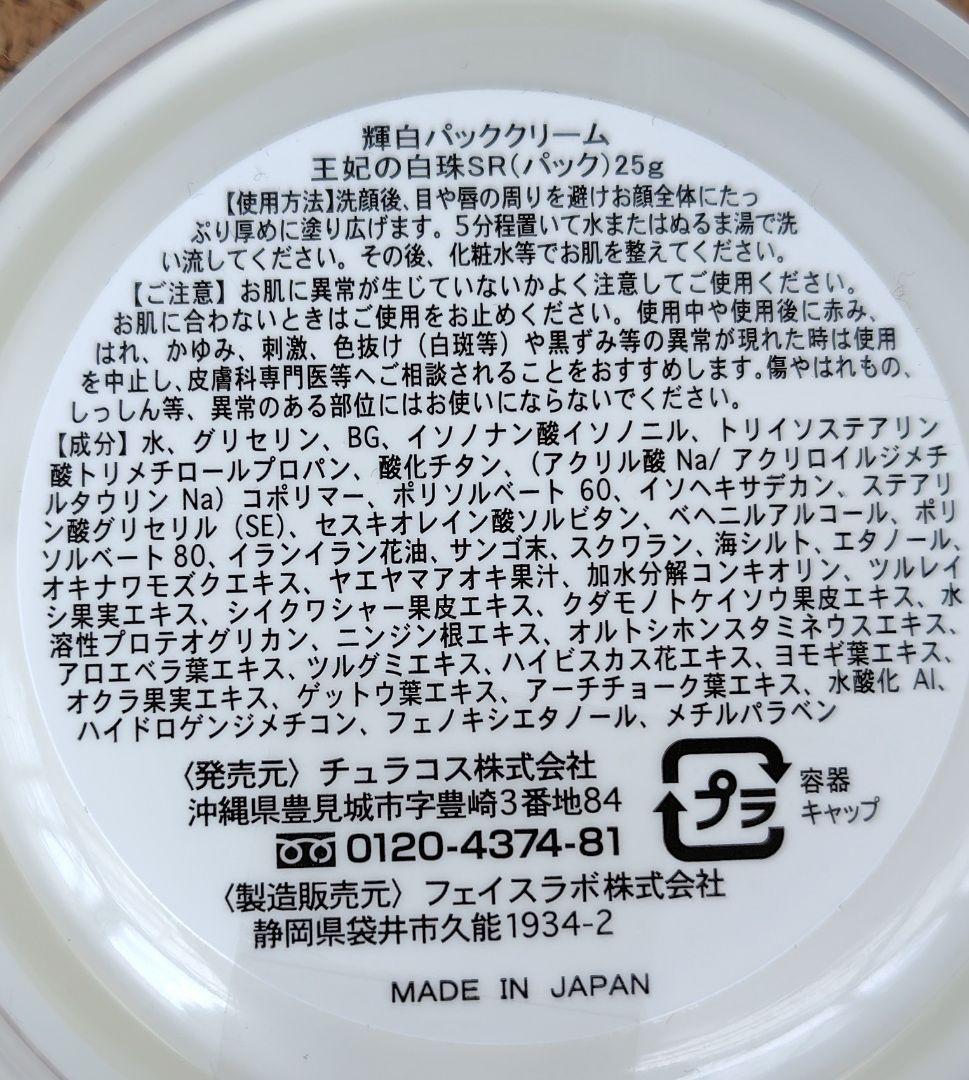 輝白パッククリーム
王妃の白珠SR(パック)25g
【使用方法】洗顔後、目や唇の周りを避けお顔全体にたっ
ぷり厚めに塗り広げます。5分程置いて水またはぬるま湯で洗
い流してください。その後、化粧水等でお肌を整えてください。
【ご注意】お肌に異常が生じていないかよく注意してご使用ください。
お肌に合わないときはご使用をお止めください。使用中や使用後に赤み、
はれ、かゆみ、刺激、色抜け（白斑等）や黒ずみ等の異常が現れた時は使用
を中止し、皮膚科専門医等へご相談されることをおすすめします。傷やはれもの、
しっしん等、異常のある部位にはお使いにならないでください。
【成分】水、グリセリン、BG、イソノナン酸イソノニル、トリイソステアリン
酸トリメチロールプロパン、酸化チタン、（アクリル酸 Na/ アクリロイルジメチ
ルタウリン Na）コポリマー、ポリソルベート 60、イソヘキサデカン、ステアリ
ン酸グリセリル（SE）、セスキオレイン酸ソルビタン、ベヘニルアルコール、ポリ
ソルベート 80、イランイラン花油、サンゴ末、スクワラン、海シルト、エタノール、
オキナワモズクエキス、ヤエヤマアオキ果汁、加水分解コンキオリン、ツルレイ
シ果実エキス、シイクワシャー果皮エキス、クダモノトケイソウ果皮エキス、水
溶性プロテオグリカン、ニンジン根エキス、オルトシホンスタミネウスエキス、
アロエベラ葉エキス、ツルグミエキス、ハイビスカス花エキス、ヨモギ葉エキス、
オクラ果実エキス、ゲットウ葉エキス、アーチチョーク葉エキス、水酸化 Al、
ハイドロゲンジメチコン、フェノキシエタノール、メチルパラベン
〈発売元〉チュラコス株式会社
沖縄県豊見城市字豊崎3番地84
0120-4374-81
プラ
容器
キャップ
〈製造販売元〉フェイスラボ株式会社
静岡県袋井市久能1934-2
MADE IN JAPAN